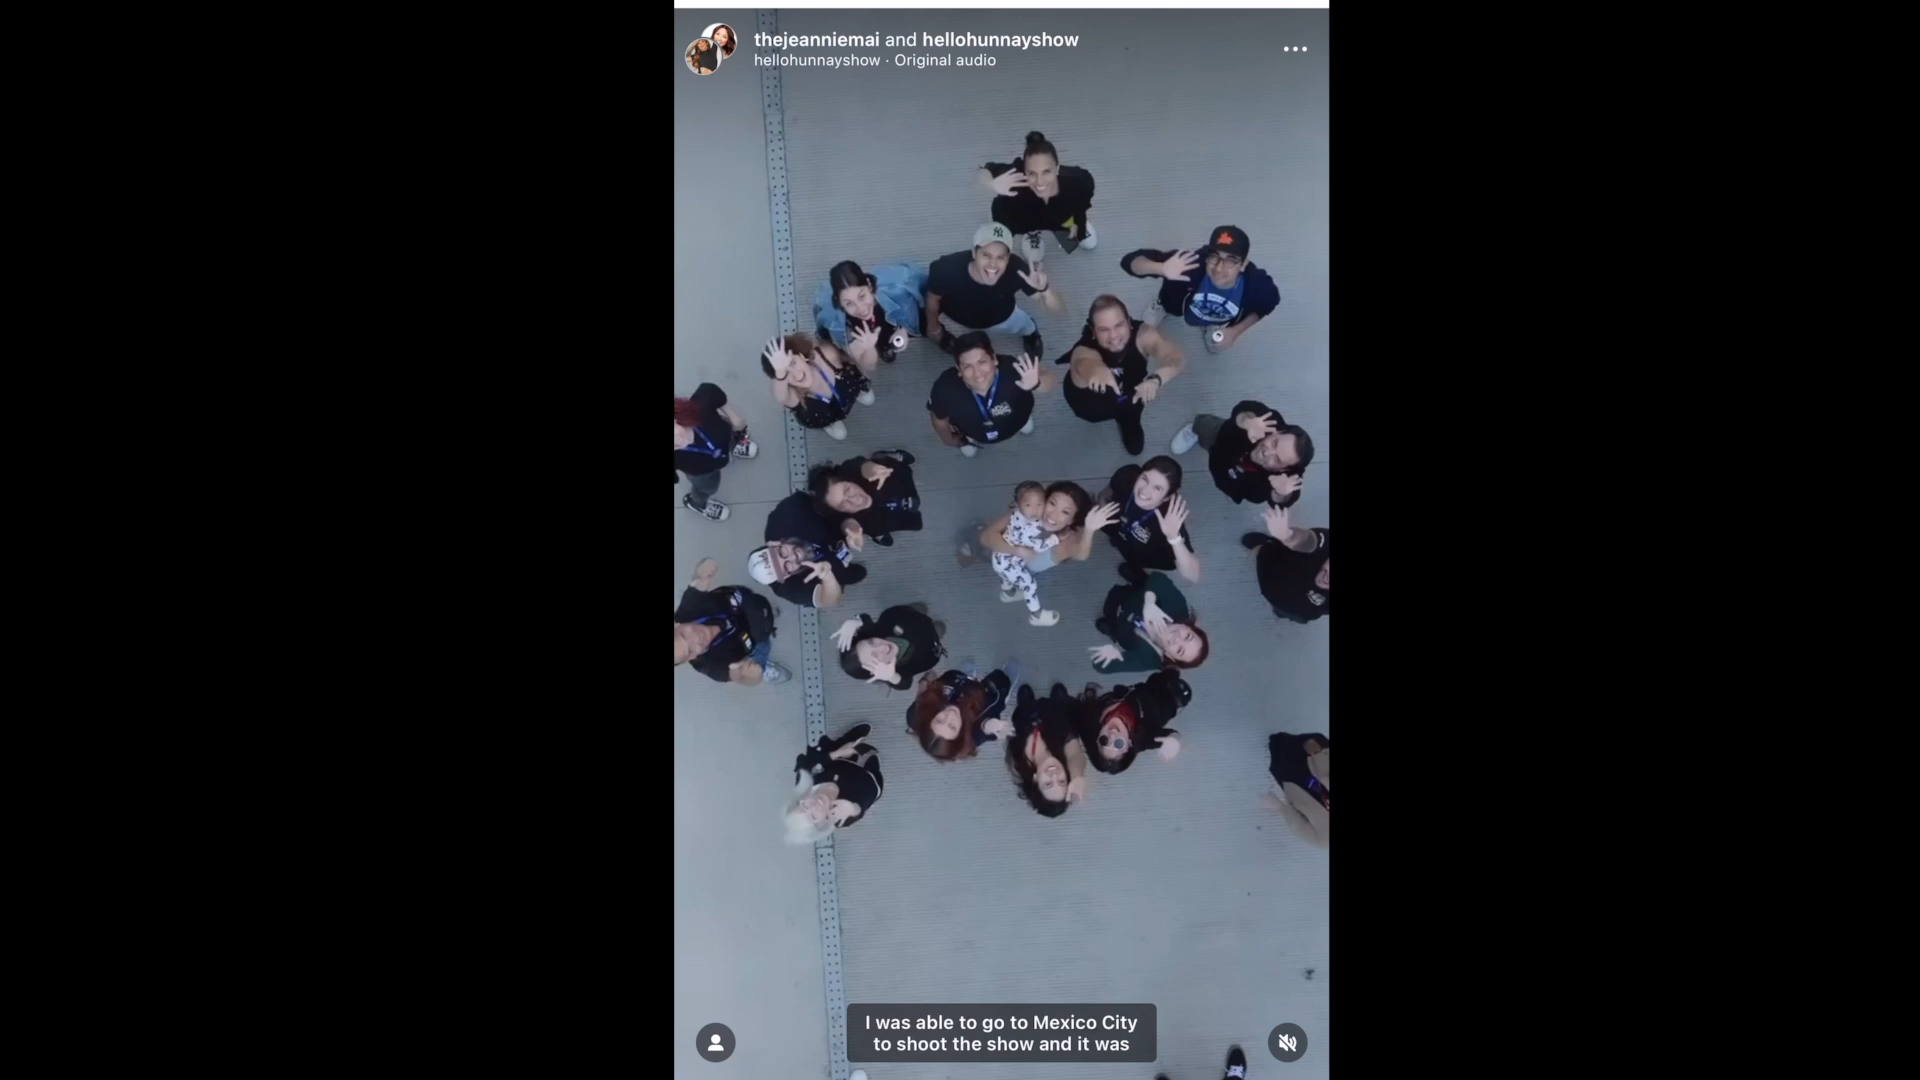 thejeanniemai and hellohunnayshow
hellohunnayshow · Original audio
NY
I was able to go to Mexico City
to shoot the show and it was